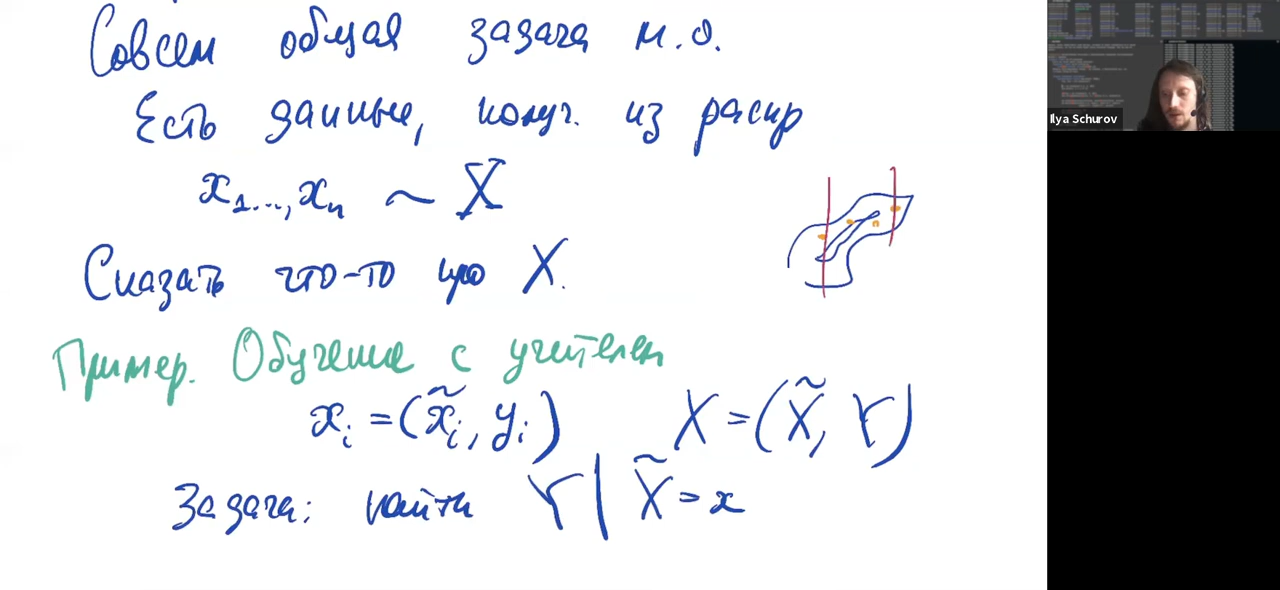 Совсем общая задача м.о.
Есть данные, получ. из распр
x₁...,xₙ ~ X
Сказать что-то про X.
Пример. Обучение с учителем
xᵢ = (x̃ᵢ, yᵢ) X = (X̃, Y)
Задача: найти Y | X̃ = x
Ilya Schurov